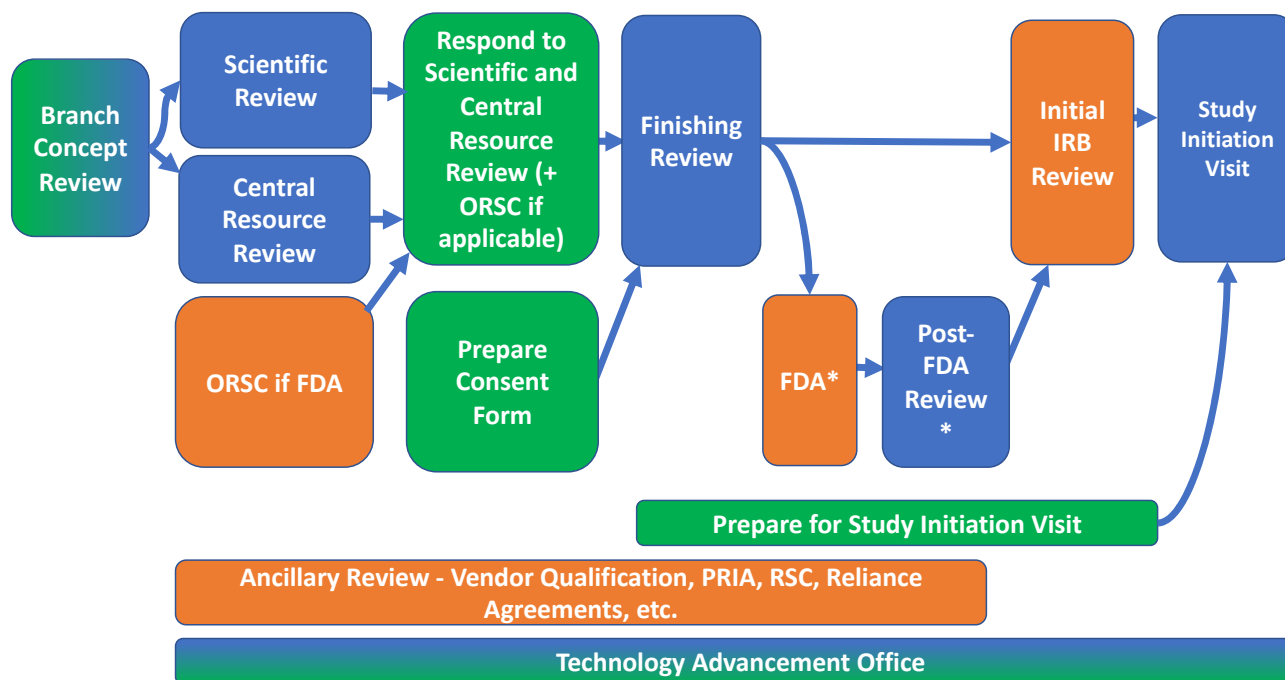 Branch
Concept
Review
Scientific
Review
Central
Resource
Review
ORSC if FDA
Respond to
Scientific and
Central
Resource
Review (+
ORSC if
applicable)
Prepare
Consent
Form
Finishing
Review
FDA*
Post-
FDA
Review
*
Initial
IRB
Review
Study
Initiation
Visit
Prepare for Study Initiation Visit
Ancillary Review - Vendor Qualification, PRIA, RSC, Reliance
Agreements, etc.
Technology Advancement Office